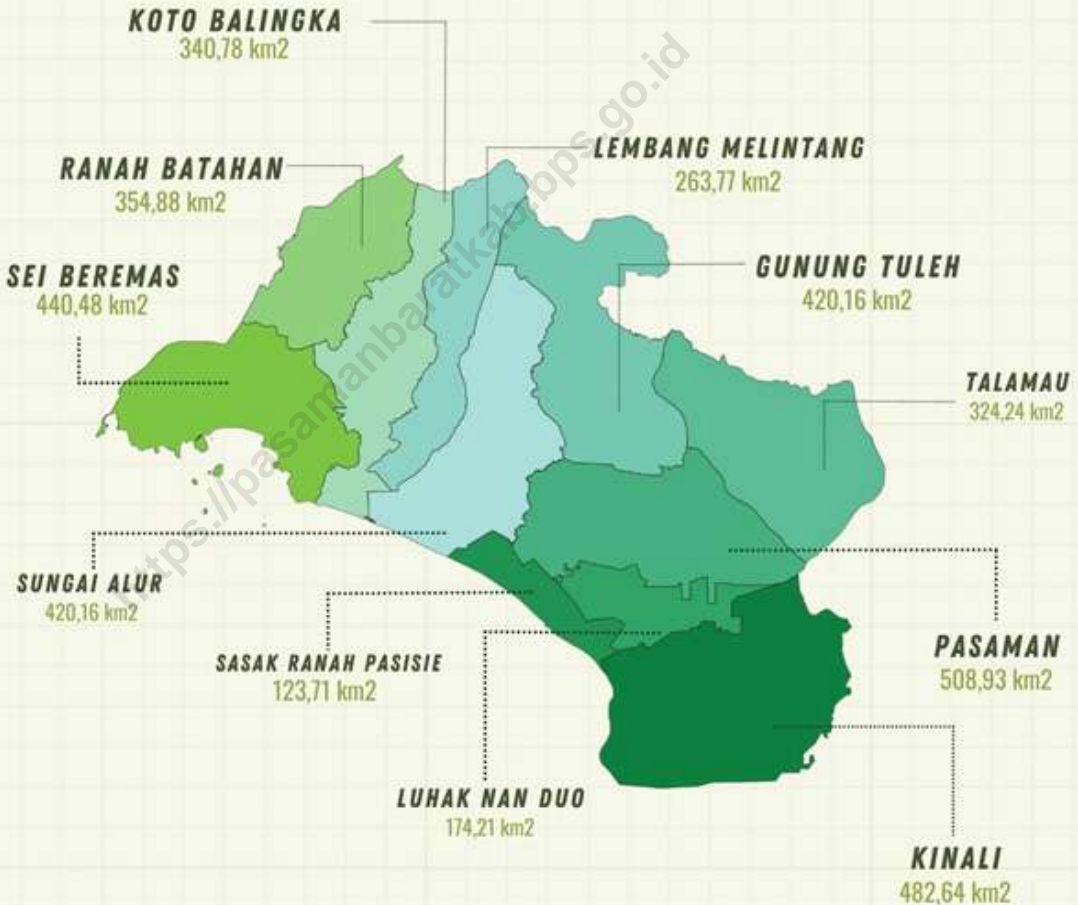 KOTO BALINGKA
340,78 km2
LEMBANG MELINTANG
263,77 km2
RANAH BATAHAN
354,88 km2
GUNUNG TULEH
420,16 km2
SEI BEREMAS
440,48 km2
TALAMAU
324,24 km2
SUNGAI ALUR
420,16 km2
SASAK RANAH PASISIE
123,71 km2
PASAMAN
508,93 km2
LUHAK NAN DUO
174,21 km2
KINALI
482,64 km2
https://pasamanbaratkab.bps.go.id